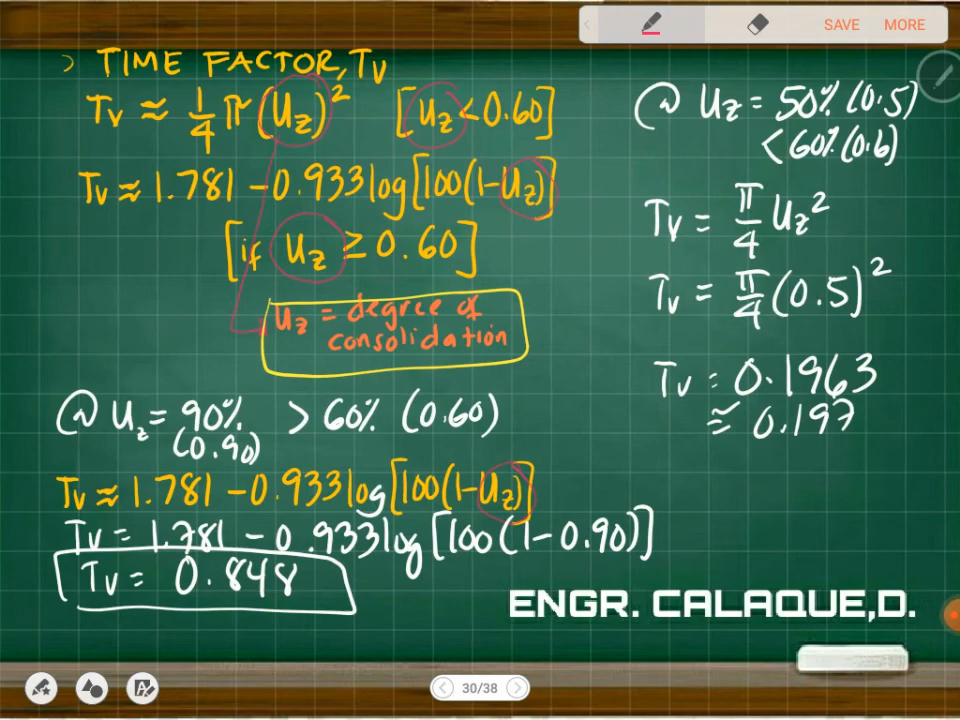 SAVE MORE
> TIME FACTOR, Tv
Tv ≈ 1/4 π (Uz)² [Uz < 0.60]
Tv ≈ 1.781 - 0.933 log [100(1-Uz)]
[if Uz ≥ 0.60]
Uz = degree of
consolidation
@ Uz = 90% > 60% (0.60)
(0.90)
Tv ≈ 1.781 - 0.933 log [100(1-Uz)]
Tv = 1.781 - 0.933 log [100(1-0.90)]
Tv = 0.848
@ Uz = 50% (0.5)
< 60% (0.6)
Tv = π/4 Uz²
Tv = π/4 (0.5)²
Tv = 0.1963
≈ 0.197
ENGR. CALAQUE,D.
30/38